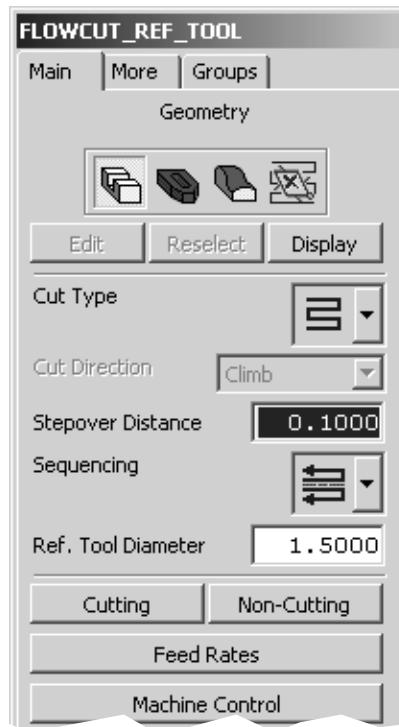 FLOWCUT_REF_TOOL
Main More Groups
Geometry
Edit Reselect Display
Cut Type
Cut Direction Climb
Stepover Distance 0.1000
Sequencing
Ref. Tool Diameter 1.5000
Cutting Non-Cutting
Feed Rates
Machine Control